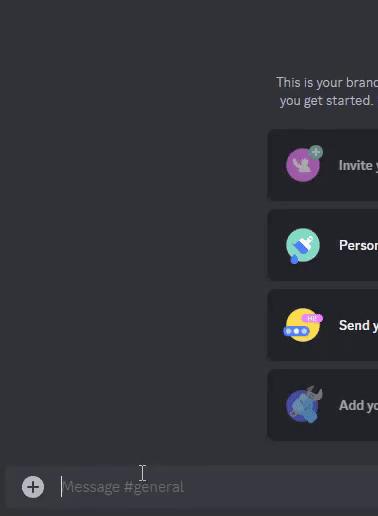 This is your brand
you get started.
Invite y
Person
Hi!
Send y
Add yo
Message #general